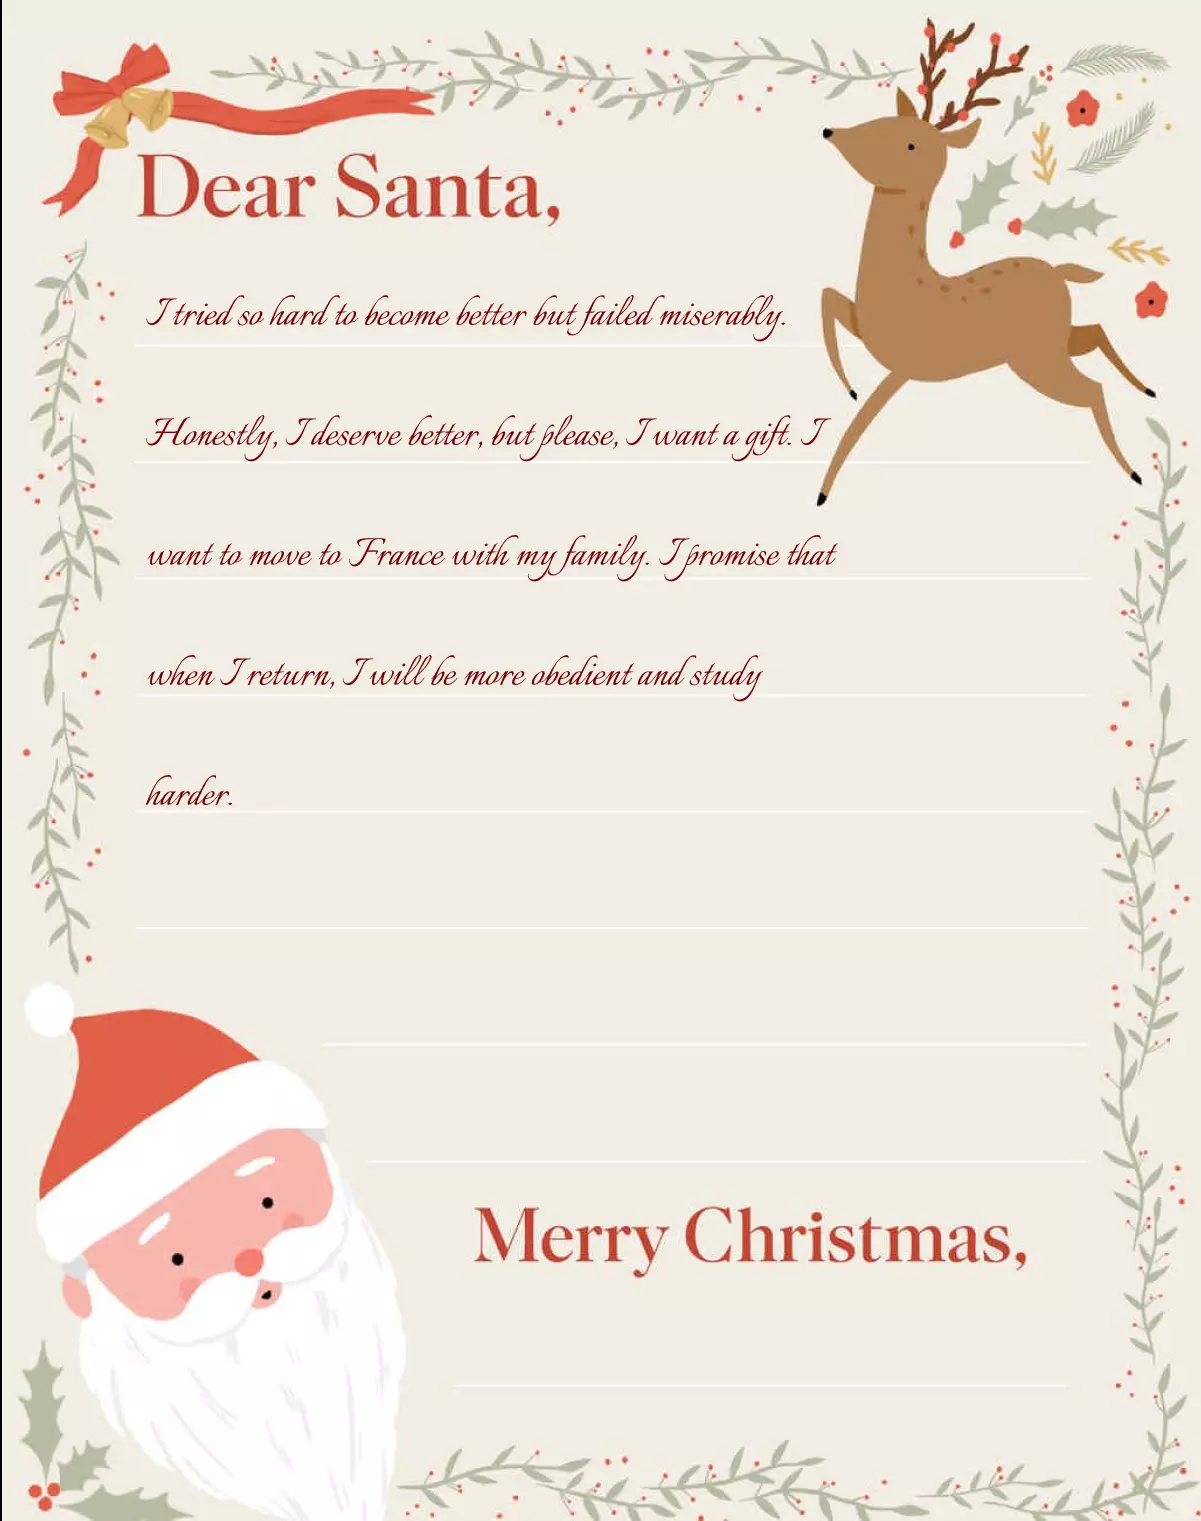 Dear Santa,
I tried so hard to become better but failed miserably.
Honestly, I deserve better, but please, I want a gift. I
want to move to France with my family. I promise that
when I return, I will be more obedient and study
harder.
Merry Christmas,